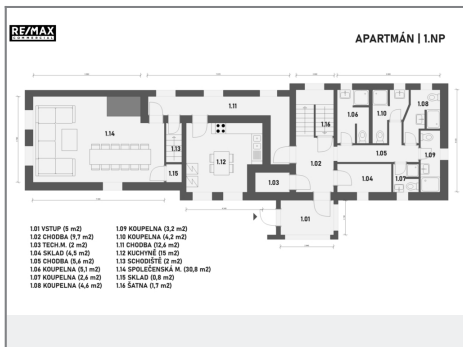 RE/MAX
COMMERCIAL
APARTMÁN | 1.NP
1.11
1.14
1.13
1.15
1.12
1.16
1.02
1.03
1.06
1.10
1.08
1.05
1.09
1.04
1.07
1.01
1.01 VSTUP (5 m2)
1.02 CHODBA (9,7 m2)
1.03 TECH.M. (2 m2)
1.04 SKLAD (4,5 m2)
1.05 CHODBA (5,6 m2)
1.06 KOUPELNA (5,1 m2)
1.07 KOUPELNA (2,6 m2)
1.08 KOUPELNA (4,6 m2)
1.09 KOUPELNA (3,2 m2)
1.10 KOUPELNA (4,2 m2)
1.11 CHODBA (12,6 m2)
1.12 KUCHYNĚ (15 m2)
1.13 SCHODIŠTĚ (2 m2)
1.14 SPOLEČENSKÁ M. (30,8 m2)
1.15 SKLAD (0,8 m2)
1.16 ŠATNA (1,7 m2)